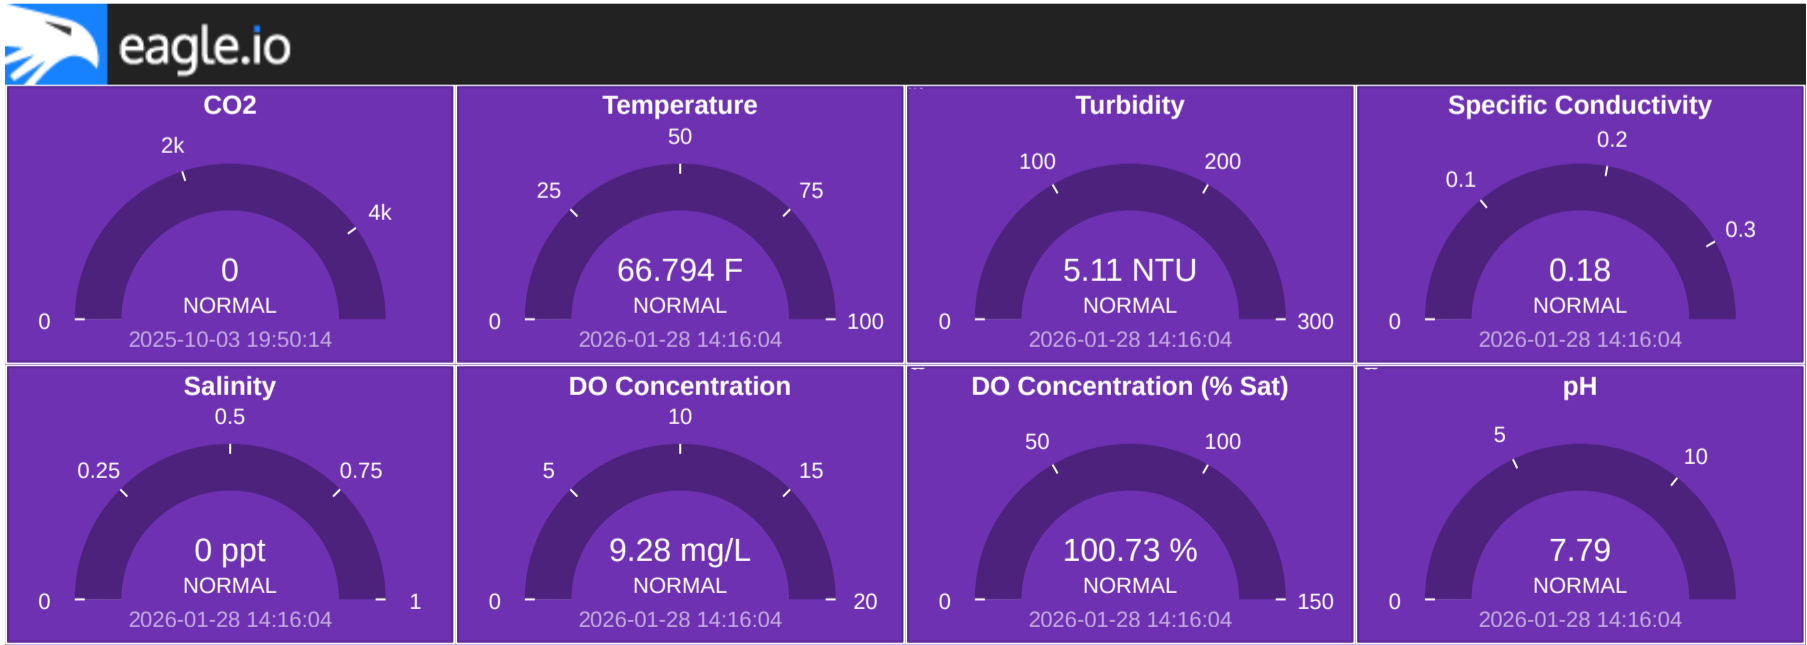 eagle.io
CO2
2k
4k
0
0
NORMAL
2025-10-03 19:50:14
Temperature
50
25
75
66.794 F
NORMAL
0
100
2026-01-28 14:16:04
Turbidity
100
200
5.11 NTU
NORMAL
0
300
2026-01-28 14:16:04
Specific Conductivity
0.2
0.1
0.3
0.18
NORMAL
0
2026-01-28 14:16:04
Salinity
0.5
0.25
0.75
0 ppt
NORMAL
0
1
2026-01-28 14:16:04
DO Concentration
10
5
15
9.28 mg/L
NORMAL
0
20
2026-01-28 14:16:04
DO Concentration (% Sat)
50
100
100.73 %
NORMAL
0
150
2026-01-28 14:16:04
pH
5
10
7.79
NORMAL
0
2026-01-28 14:16:04